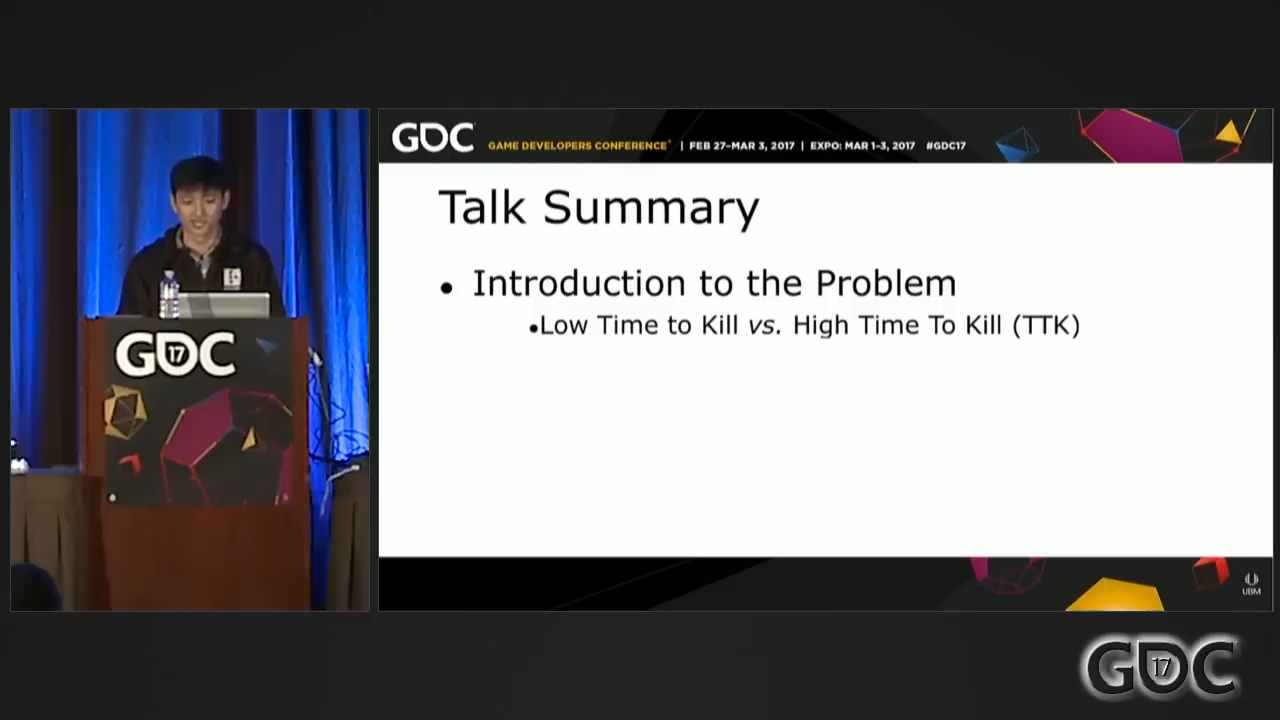 GDC GAME DEVELOPERS CONFERENCE® | FEB 27–MAR 3, 2017 | EXPO: MAR 1–3, 2017 #GDC17
Talk Summary
• Introduction to the Problem
•Low Time to Kill vs. High Time To Kill (TTK)
GDC 17
UBM
GDC 17